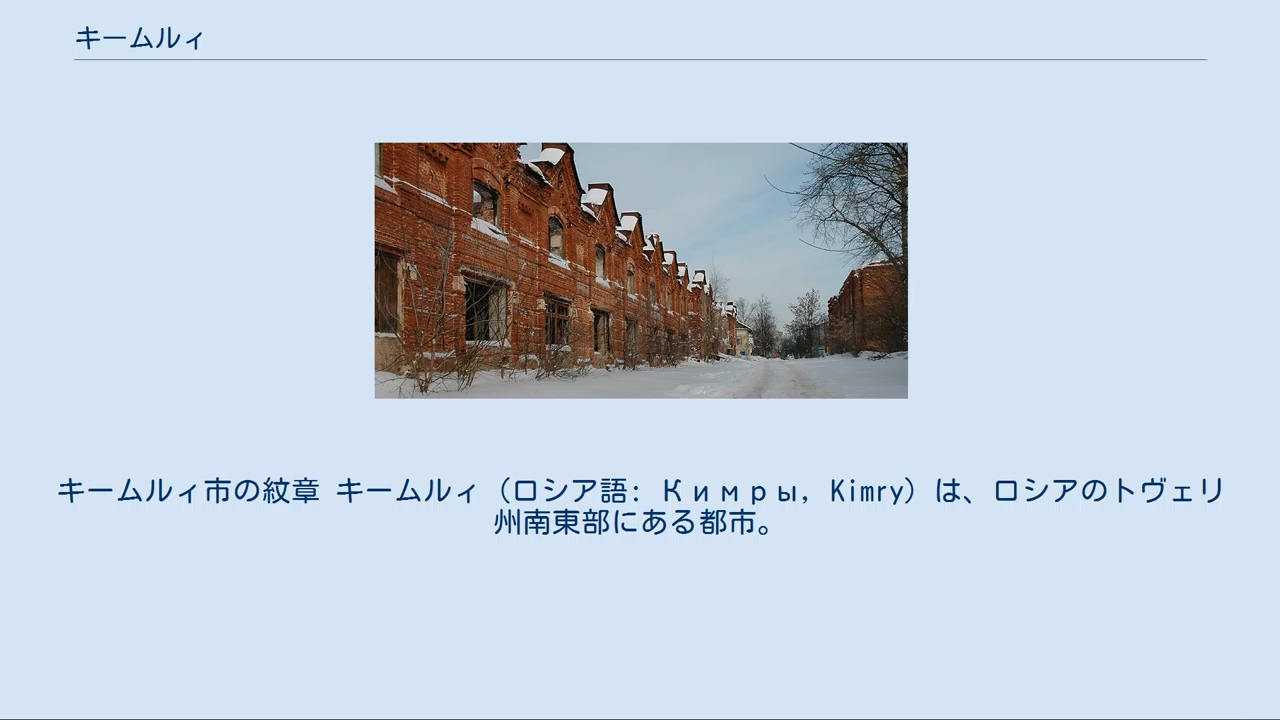 キームルィ
キームルィ市の紋章 キームルィ（ロシア語: Кимры, Kimry）は、ロシアのトヴェリ
州南東部にある都市。